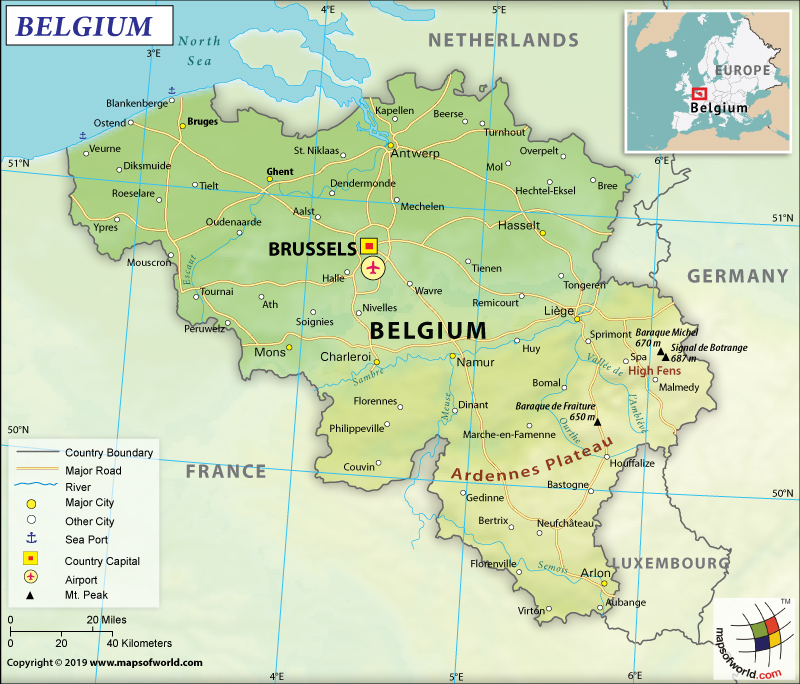 BELGIUM
3°E
North
Sea
4°E
NETHERLANDS
5°E
EUROPE
Belgium
6°E
Blankenberge
Ostend
Bruges
Kapellen
Beerse
Turnhout
51°N
Veurne
Diksmuide
St. Niklaas
Antwerp
Overpelt
Mol
Ghent
Roeselare
Tielt
Dendermonde
Hechtel-Eksel
Bree
Mechelen
Aalst
51°N
Ypres
Oudenaarde
Hasselt
BRUSSELS
Mouscron
Escaut
Halle
Tienen
GERMANY
Tournai
Ath
Wavre
Tongeren
Remicourt
Nivelles
Liège
Soignies
Peruwelz
BELGIUM
Sprimont
Baraque Michel
670 m
Signal de Botrange
687 m
Mons
Charleroi
Namur
Huy
Vallée de
l'Amblève
Spa
High Fens
Sambre
Bomal
Malmedy
Florennes
Meuse
Dinant
Baraque de Fraiture
650 m
Philippeville
Marche-en-Famenne
Ourthe
50°N
Couvin
Ardennes Plateau
Houffalize
FRANCE
Bastogne
50°N
Gedinne
Bertrix
Neufchâteau
Florenville
Semois
Arlon
LUXEMBOURG
Virton
Aubange
Country Boundary
Major Road
River
Major City
Other City
Sea Port
Country Capital
Airport
Mt. Peak
0 20 Miles
0 20 40 Kilometers
Copyright © 2019 www.mapsofworld.com
4°E
5°E
6°E
TM
mapsofworld.com